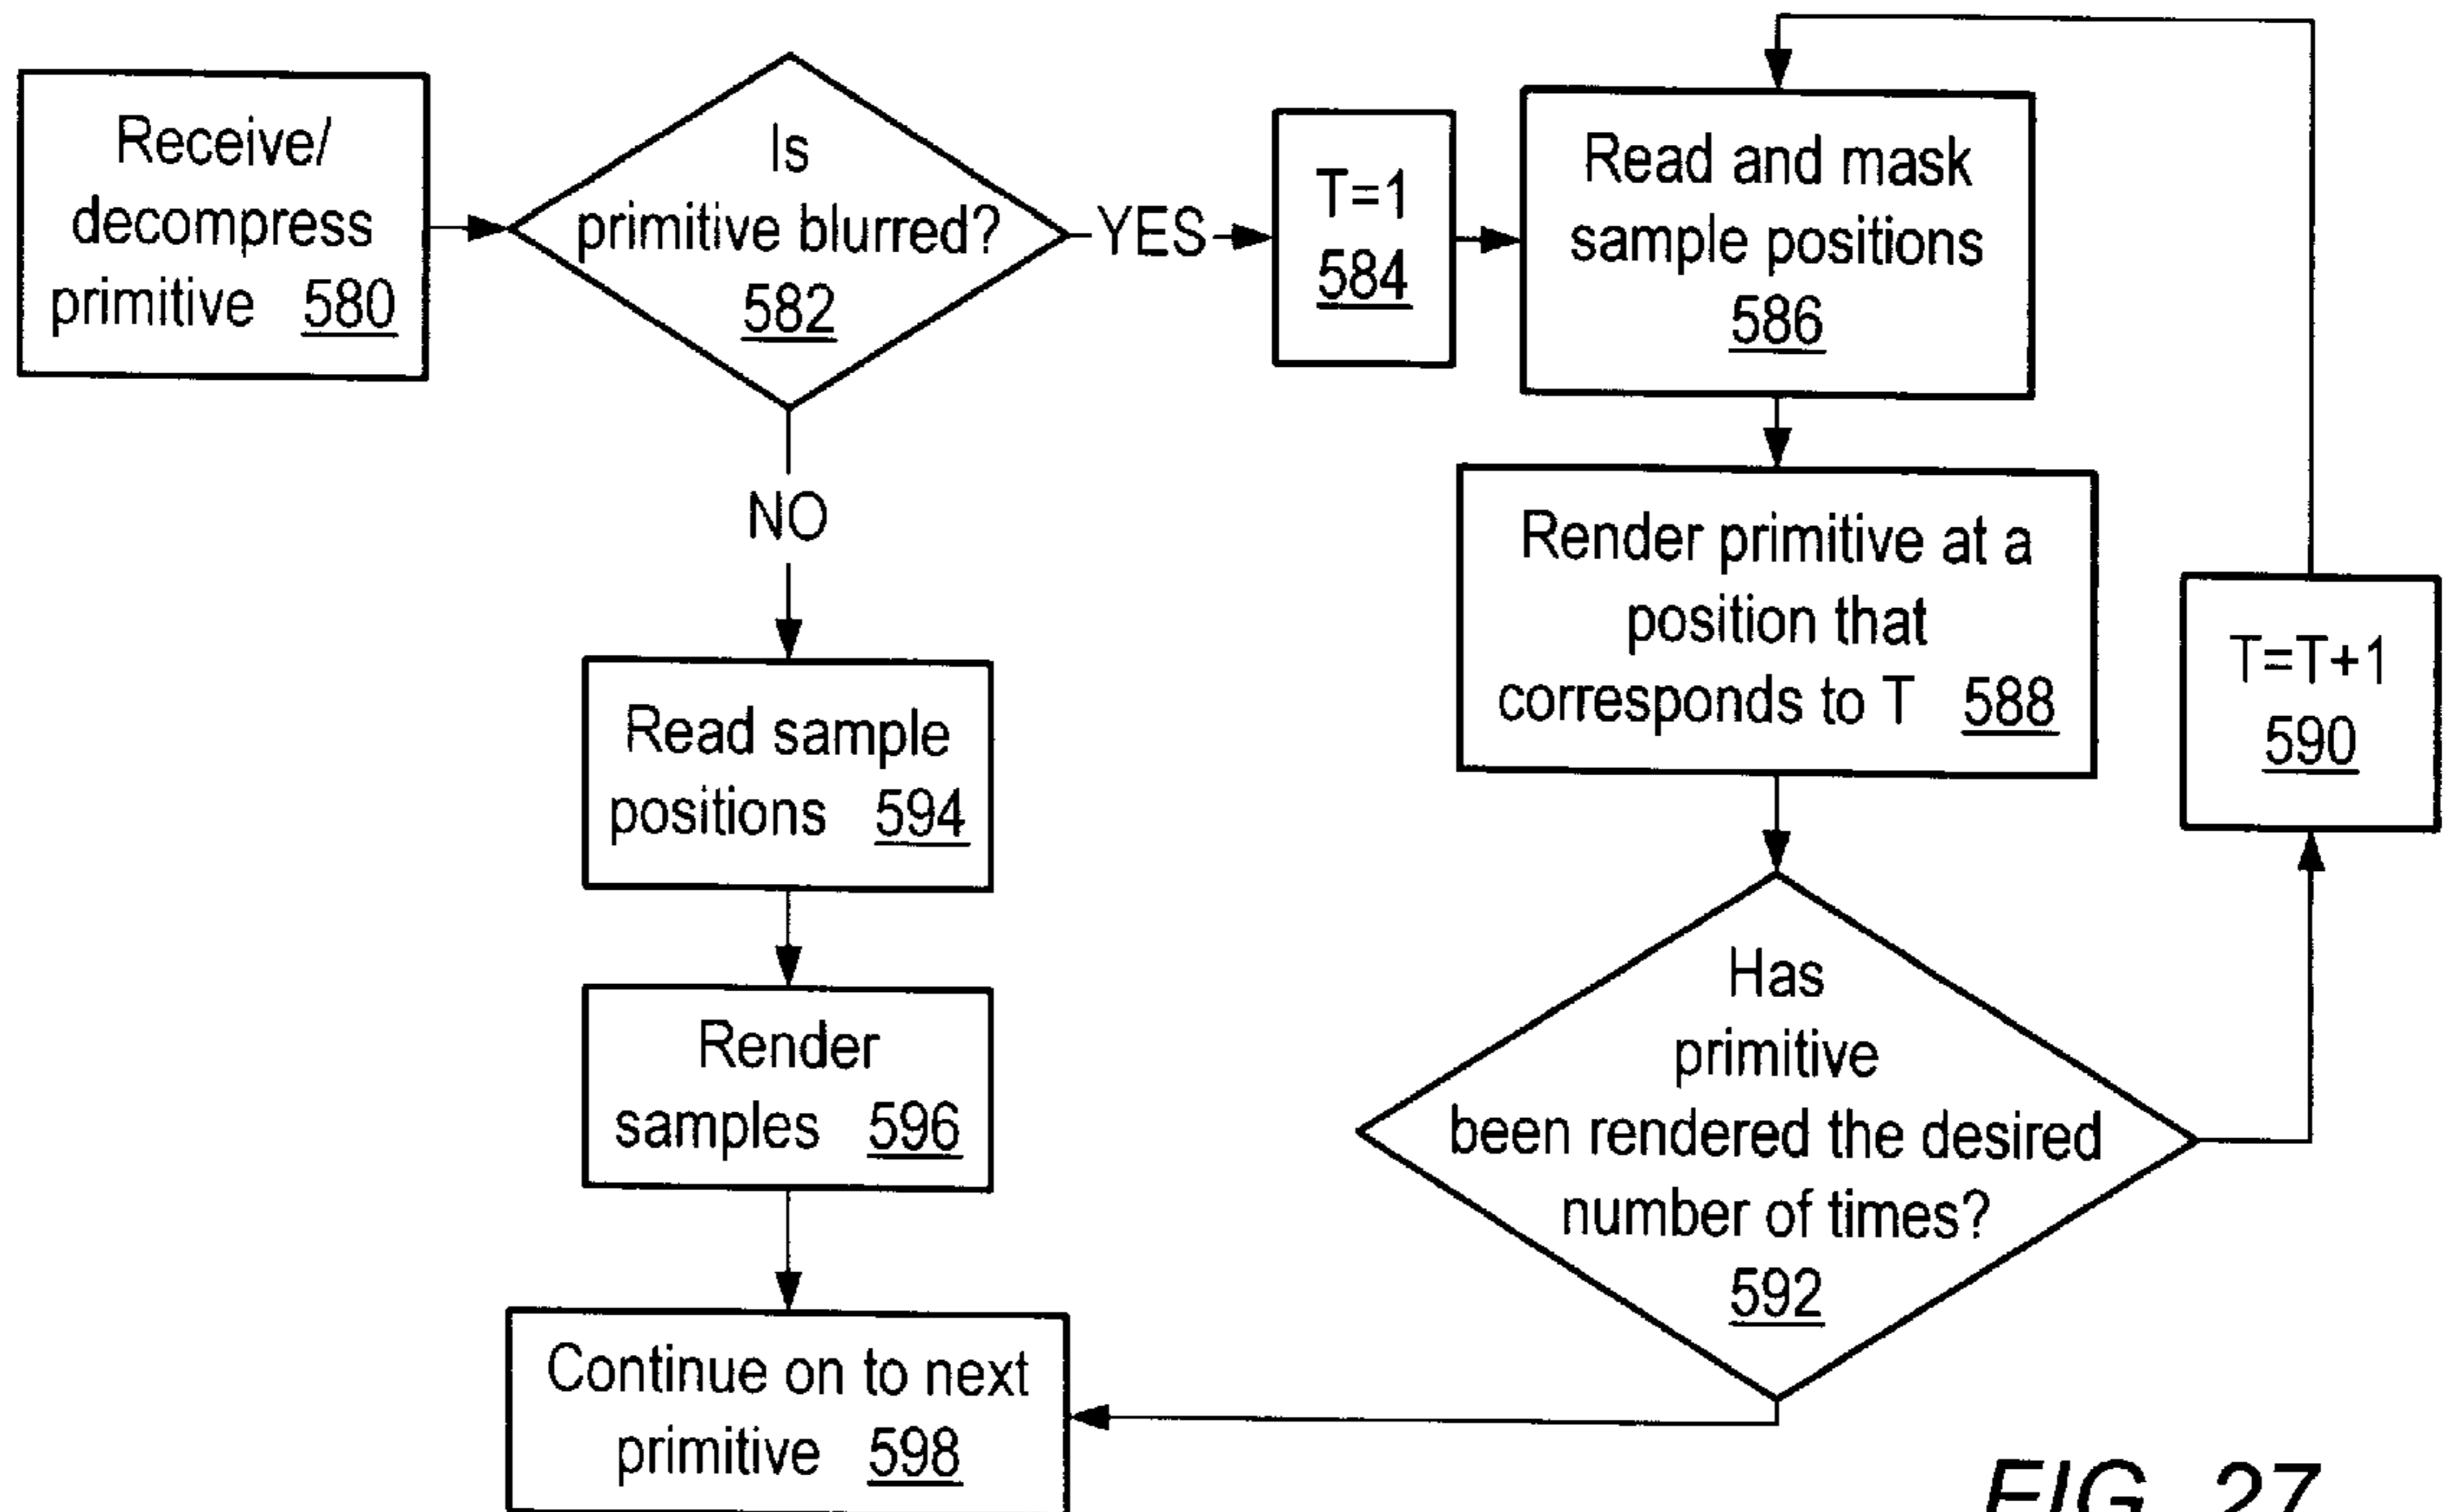 Receive/
decompress
primitive 580
Is
primitive blurred?
582
YES
T=1
584
Read and mask
sample positions
586
Render primitive at a
position that
corresponds to T 588
T=T+1
590
NO
Read sample
positions 594
Has
primitive
been rendered the desired
number of times?
592
Render
samples 596
Continue on to next
primitive 598
FIG. 27